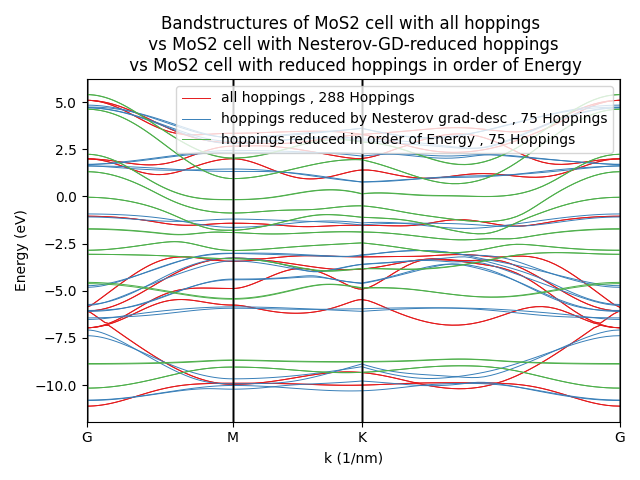 Bandstructures of MoS2 cell with all hoppings
vs MoS2 cell with Nesterov-GD-reduced hoppings
vs MoS2 cell with reduced hoppings in order of Energy
all hoppings , 288 Hoppings
hoppings reduced by Nesterov grad-desc , 75 Hoppings
hoppings reduced in order of Energy , 75 Hoppings
5.0
2.5
0.0
−2.5
−5.0
−7.5
−10.0
Energy (eV)
G M K G
k (1/nm)